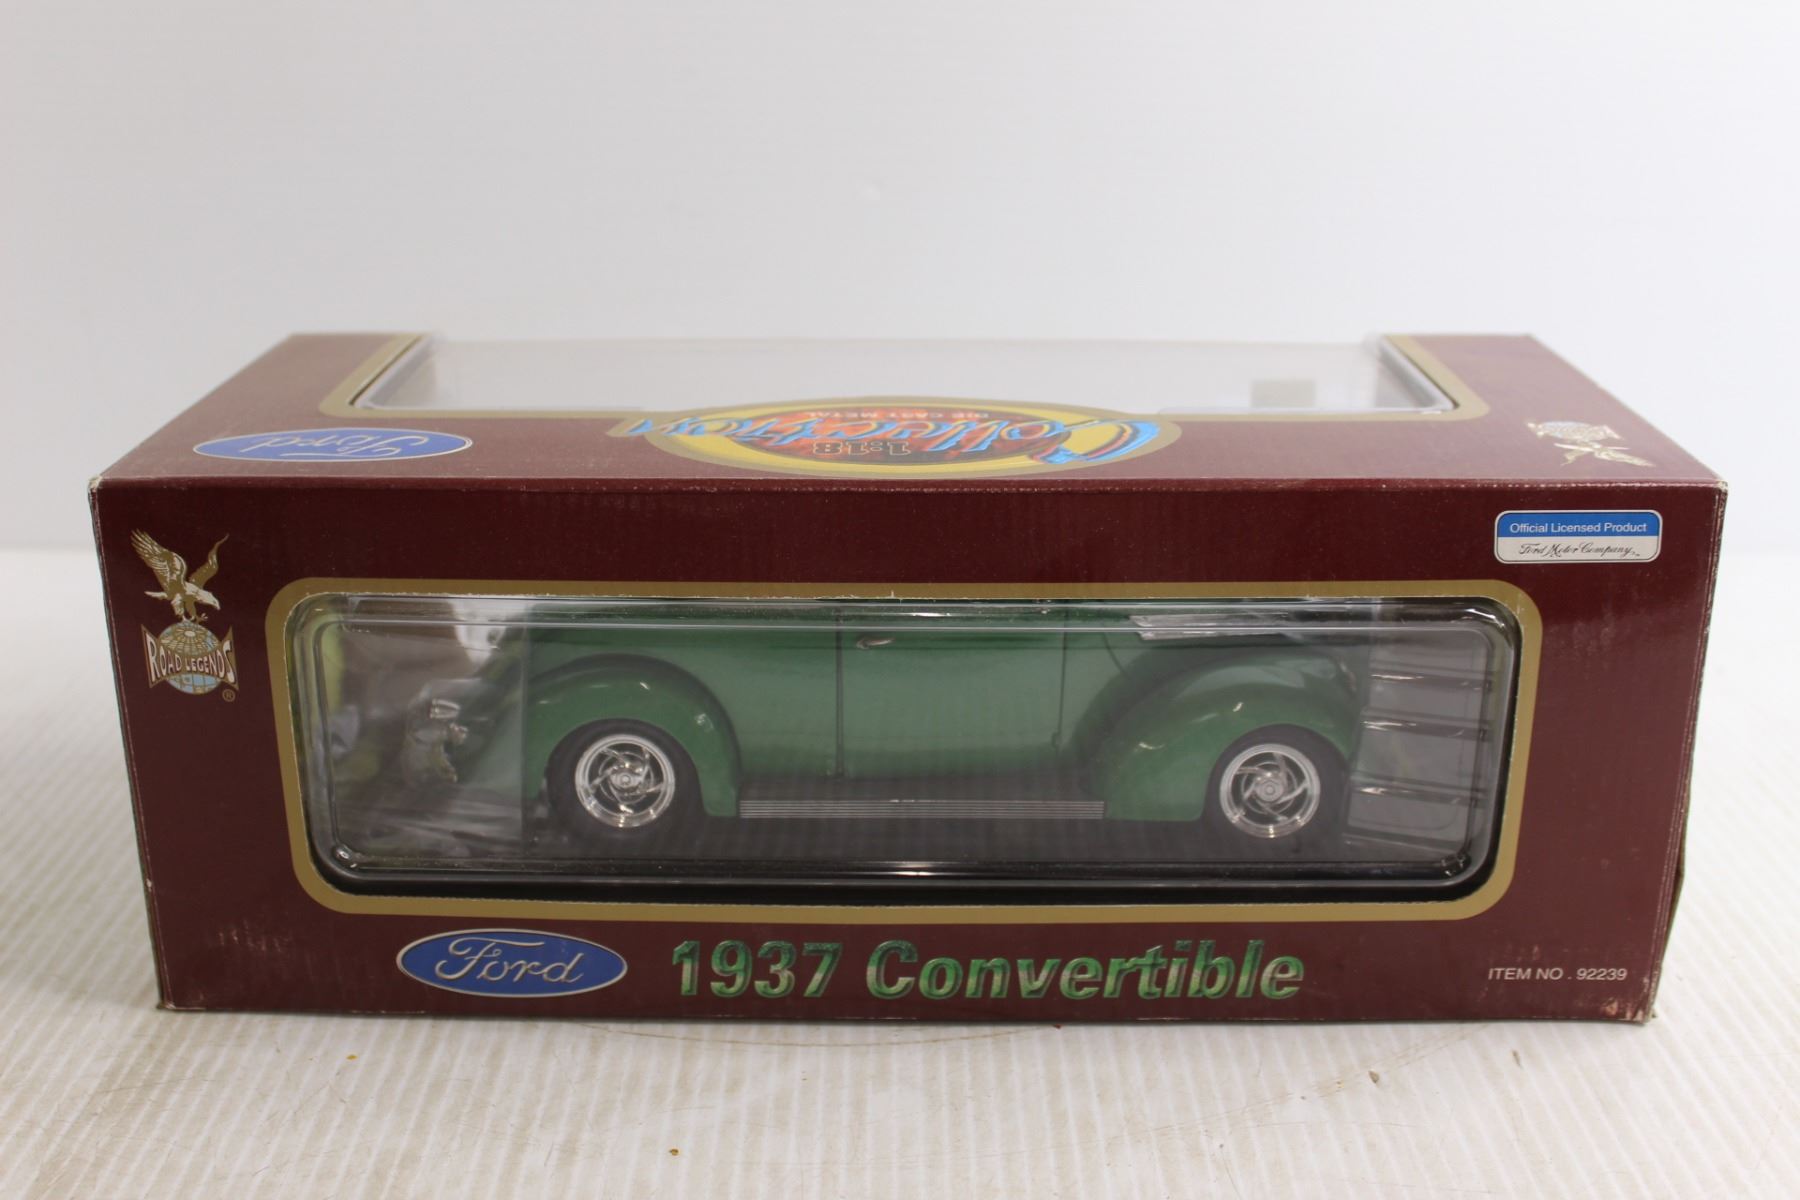 Ford
DIE CAST METAL
Collection
1:18
ROAD LEGENDS
®
Official Licensed Product
Ford Motor Company
Ford
1937 Convertible
ITEM NO . 92239